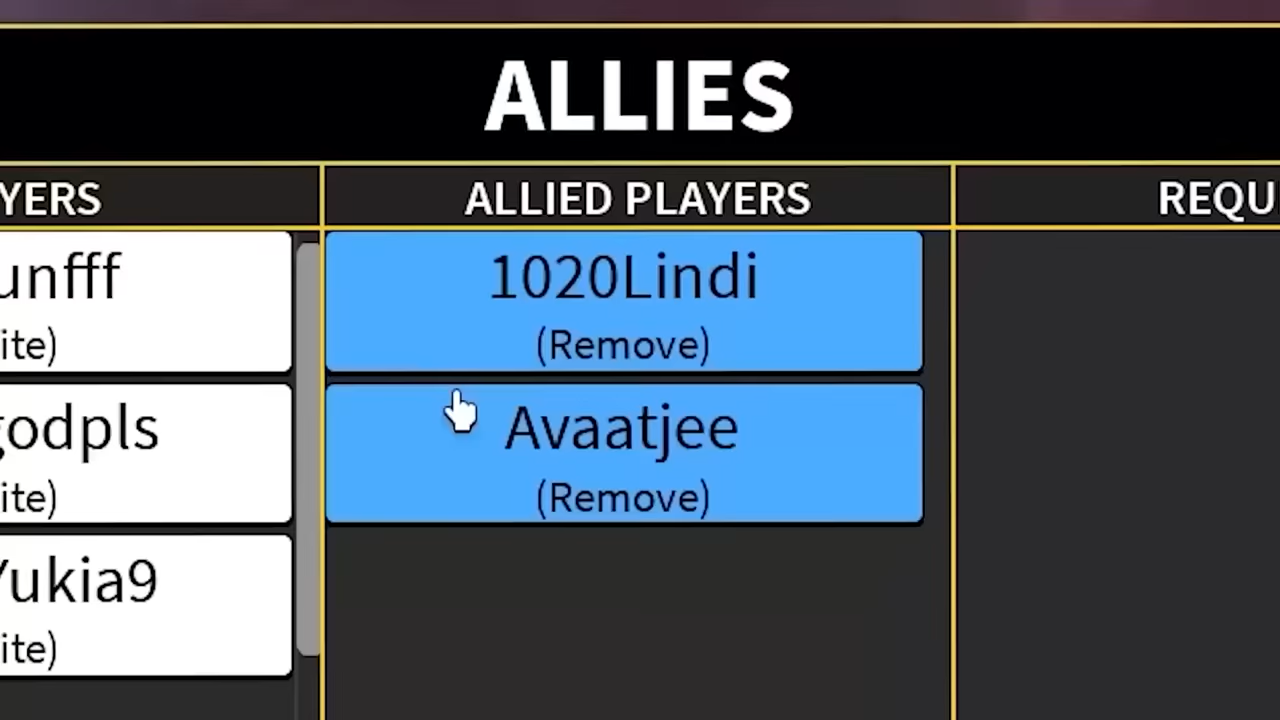 ALLIES
YERS
ALLIED PLAYERS
REQU
unfff
ite)
godpls
ite)
Yukia9
ite)
1020Lindi
(Remove)
Avaatjee
(Remove)